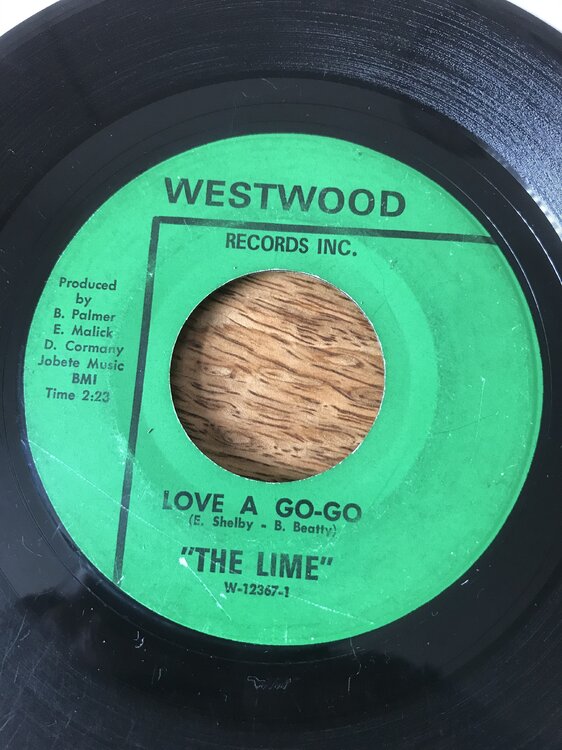 WESTWOOD
RECORDS INC.
Produced
by
B. Palmer
E. Malick
D. Cormany
Jobete Music
BMI
Time 2:23
LOVE A GO-GO
(E. Shelby - B. Beatty)
"THE LIME"
W-12367-1